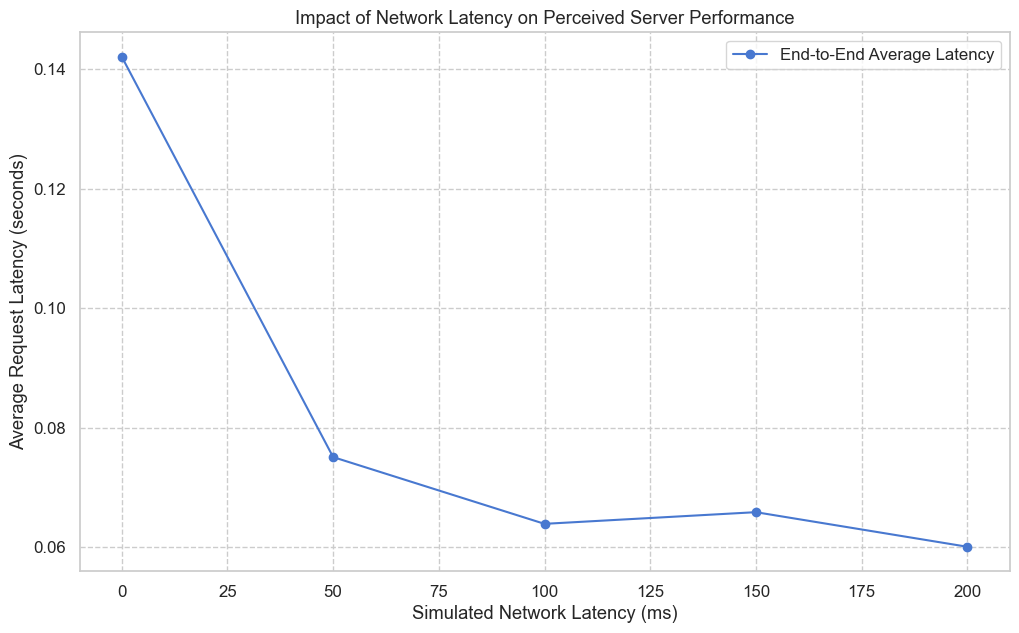 Impact of Network Latency on Perceived Server Performance
End-to-End Average Latency
Average Request Latency (seconds)
0.14
0.12
0.10
0.08
0.06
0 25 50 75 100 125 150 175 200
Simulated Network Latency (ms)